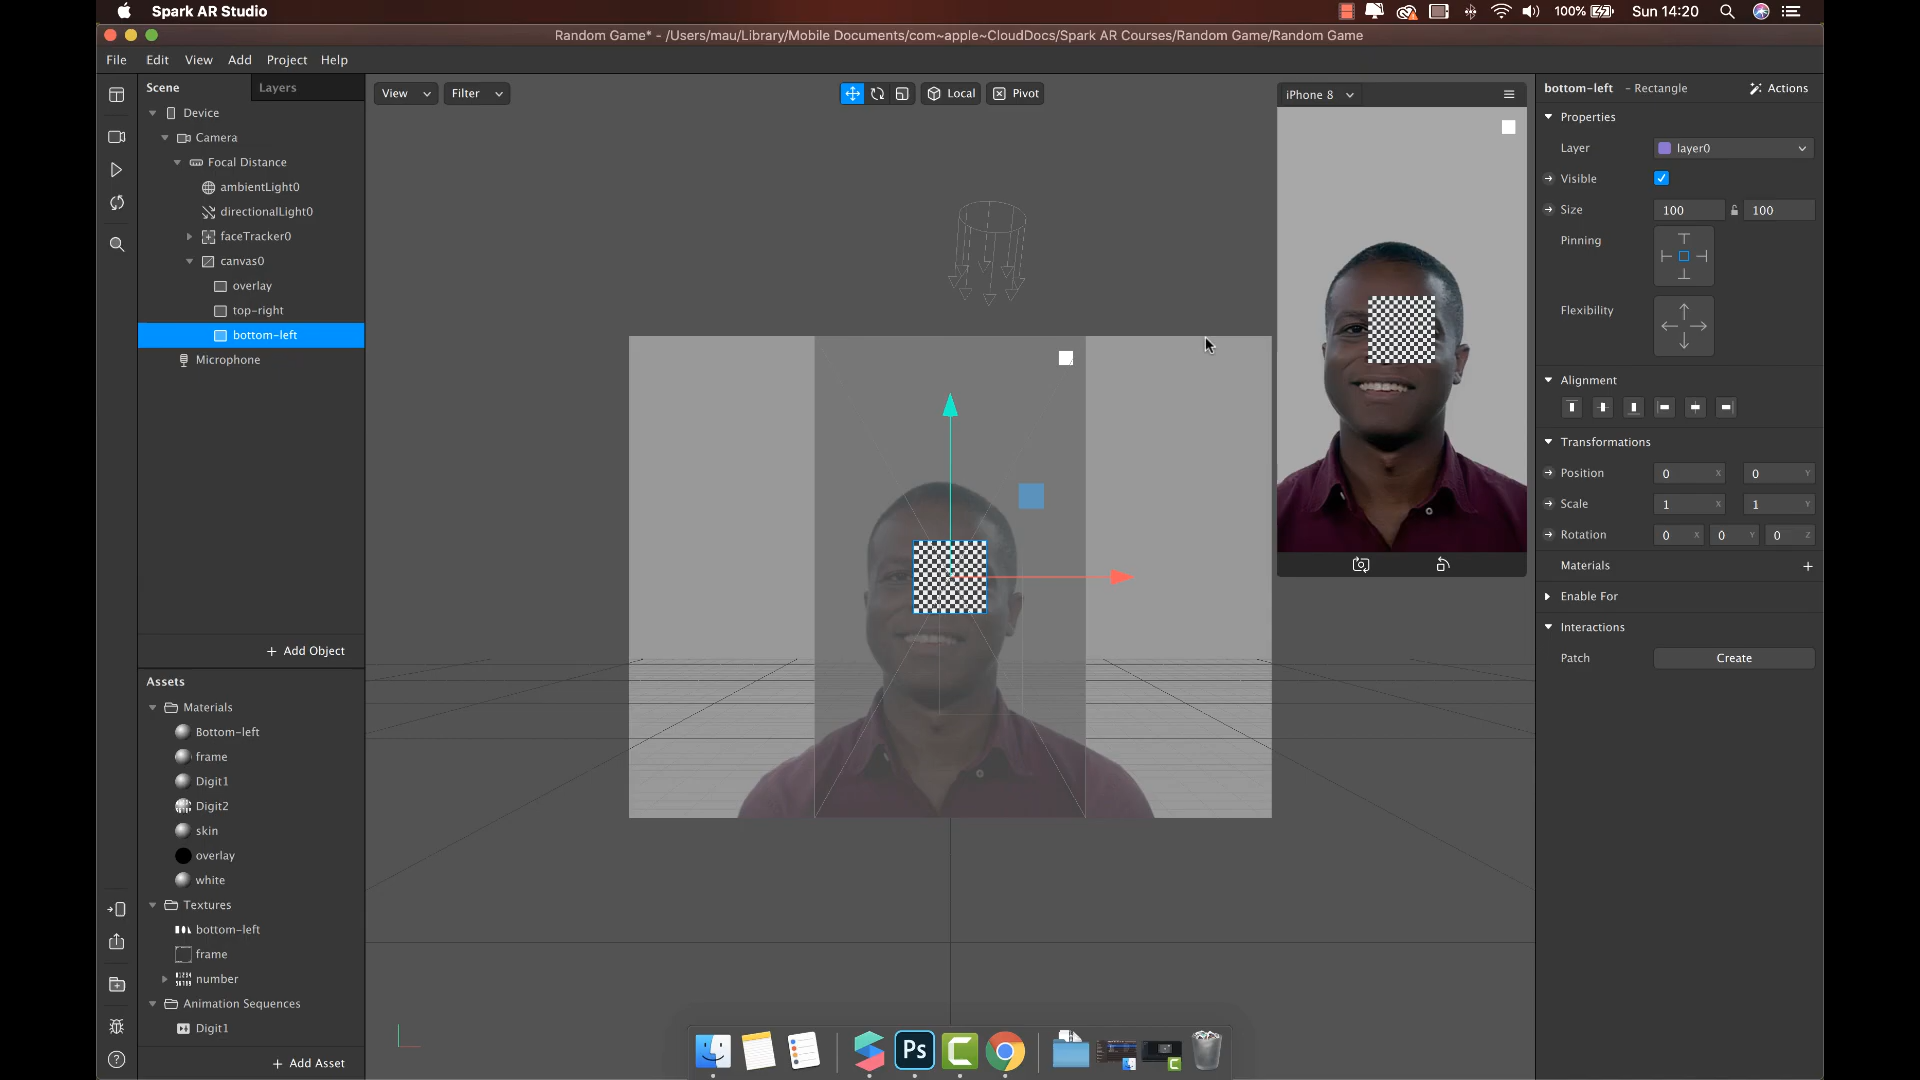 Spark AR Studio
100%
Sun 14:20
Random Game* - /Users/mau/Library/Mobile Documents/com~apple~CloudDocs/Spark AR Courses/Random Game/Random Game
File Edit View Add Project Help
Scene
Layers
Device
Camera
Focal Distance
ambientLight0
directionalLight0
faceTracker0
canvas0
overlay
top-right
bottom-left
Microphone
+ Add Object
Assets
Materials
Bottom-left
frame
Digit1
Digit2
skin
overlay
white
Textures
bottom-left
frame
number
Animation Sequences
Digit1
+ Add Asset
View
Filter
Local
Pivot
iPhone 8
Ps
bottom-left - Rectangle
Actions
Properties
Layer layer0
Visible
Size 100 100
Pinning
Flexibility
Alignment
Transformations
Position 0 X 0 Y
Scale 1 X 1 Y
Rotation 0 X 0 Y 0 Z
Materials +
Enable For
Interactions
Patch Create